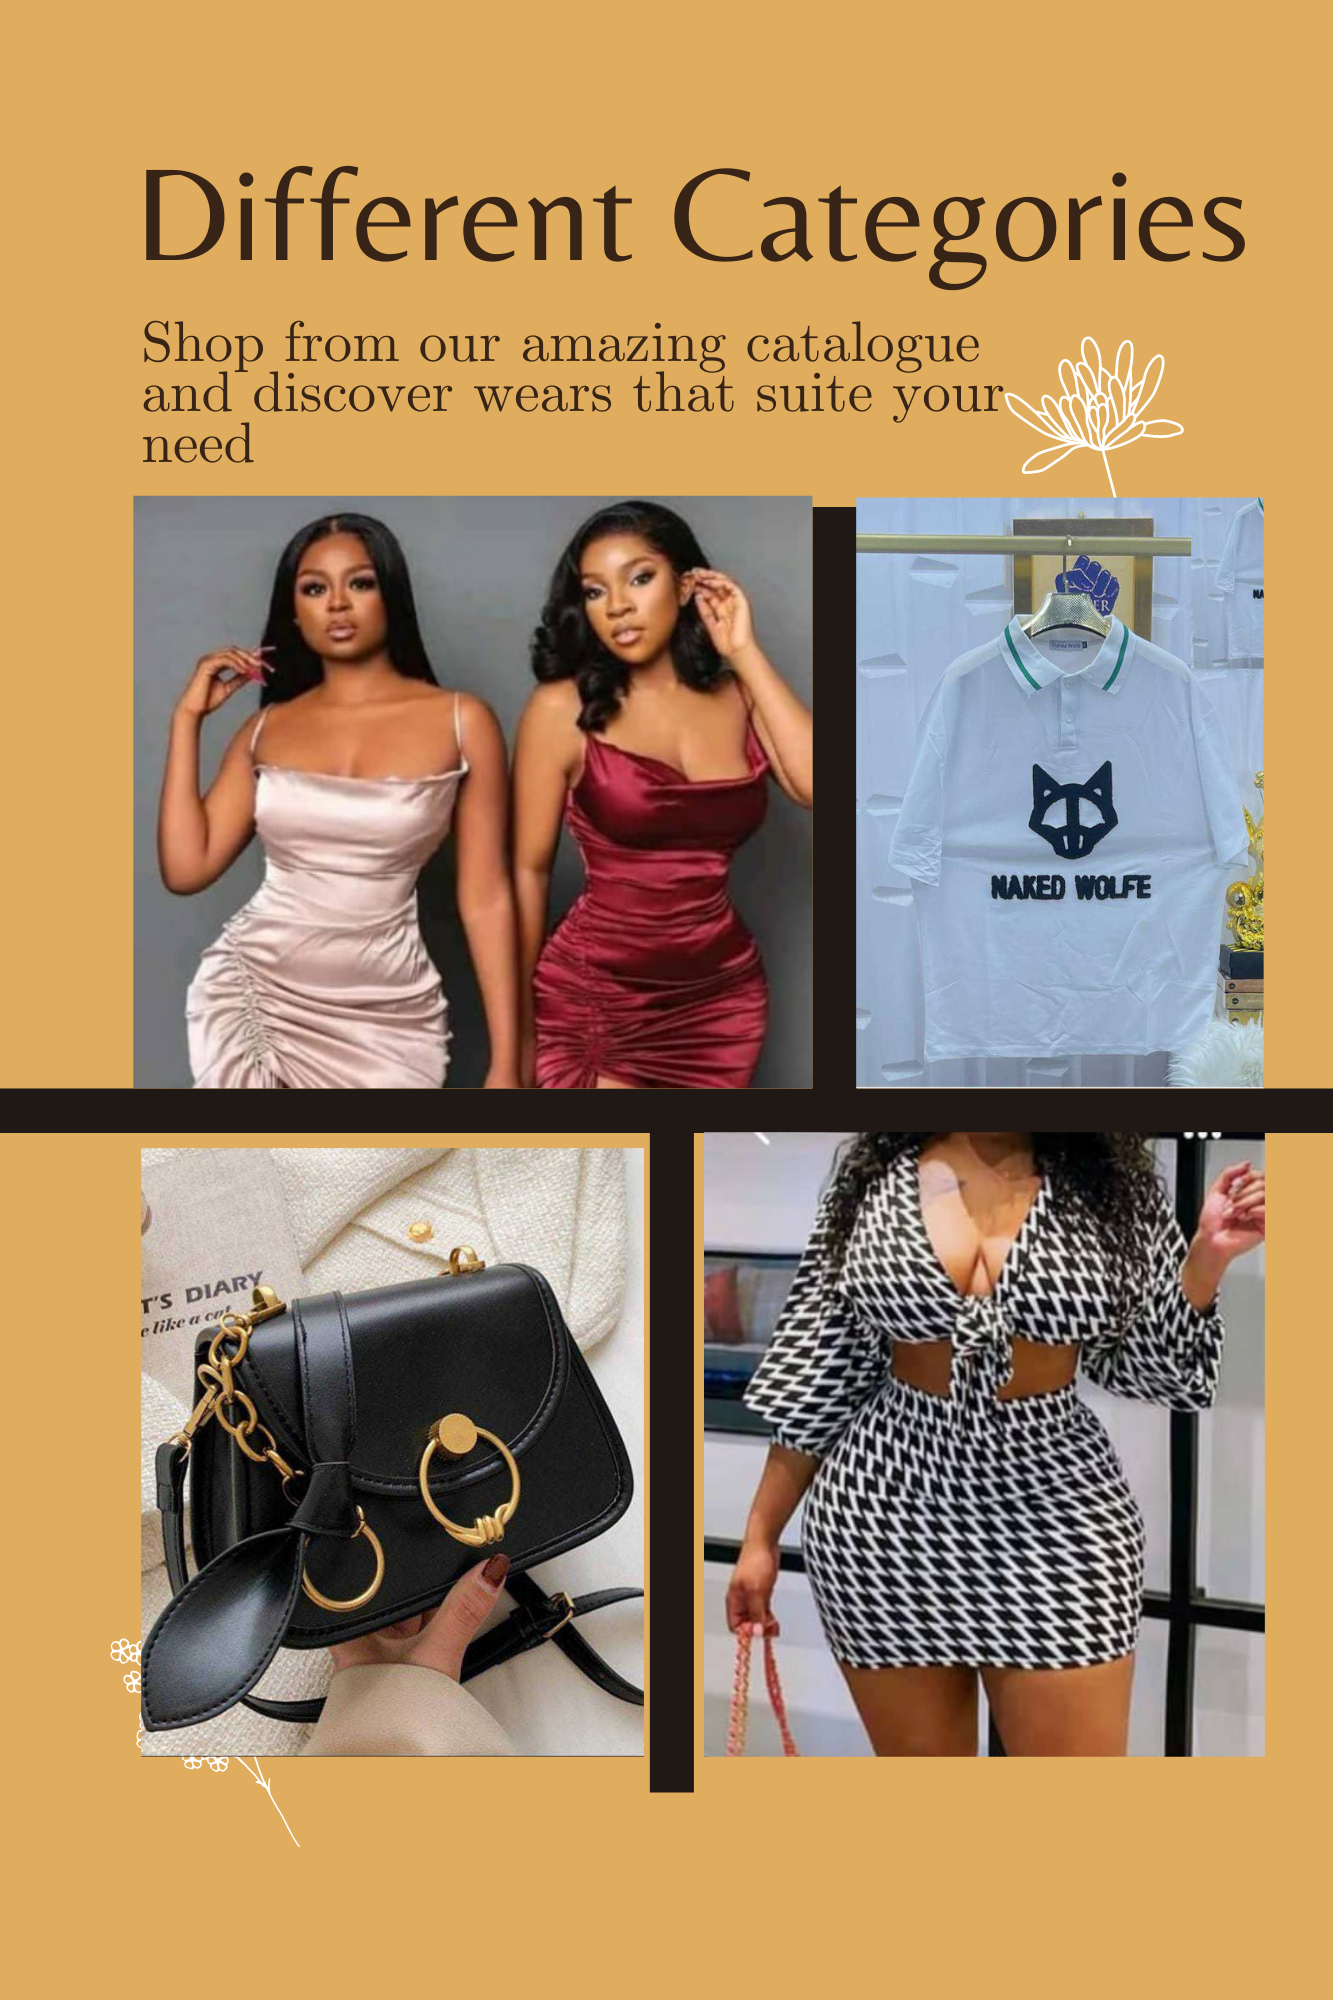 Different Categories
Shop from our amazing catalogue
and discover wears that suite your
need
ER
NAKED WOLFE
T'S DIARY
e like a cat